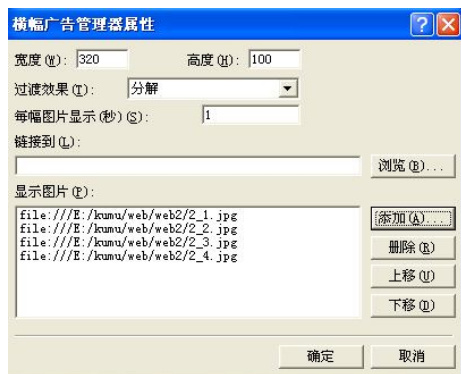 横幅广告管理器属性
宽度(W): 320 高度(H): 100
过渡效果(T): 分解
每幅图片显示(秒)(S): 1
链接到(L):
浏览(B)...
显示图片(P):
file:///E:/kumu/web/web2/2_1.jpg
file:///E:/kumu/web/web2/2_2.jpg
file:///E:/kumu/web/web2/2_3.jpg
file:///E:/kumu/web/web2/2_4.jpg
添加(A)...
删除(R)
上移(U)
下移(D)
确定 取消